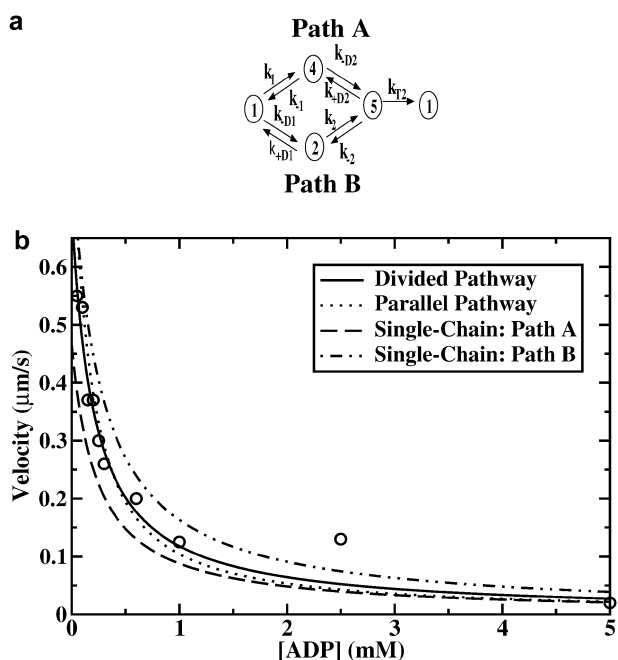 a
Path A
4
k-D2
k1
k-1
k+D2
kT2
1
5
1
k-D1
k2
k+D1
2
k-2
Path B
b
0.6
0.5
0.4
0.3
0.2
0.1
0
Velocity (μm/s)
Divided Pathway
Parallel Pathway
Single-Chain: Path A
Single-Chain: Path B
0 1 2 3 4 5
[ADP] (mM)